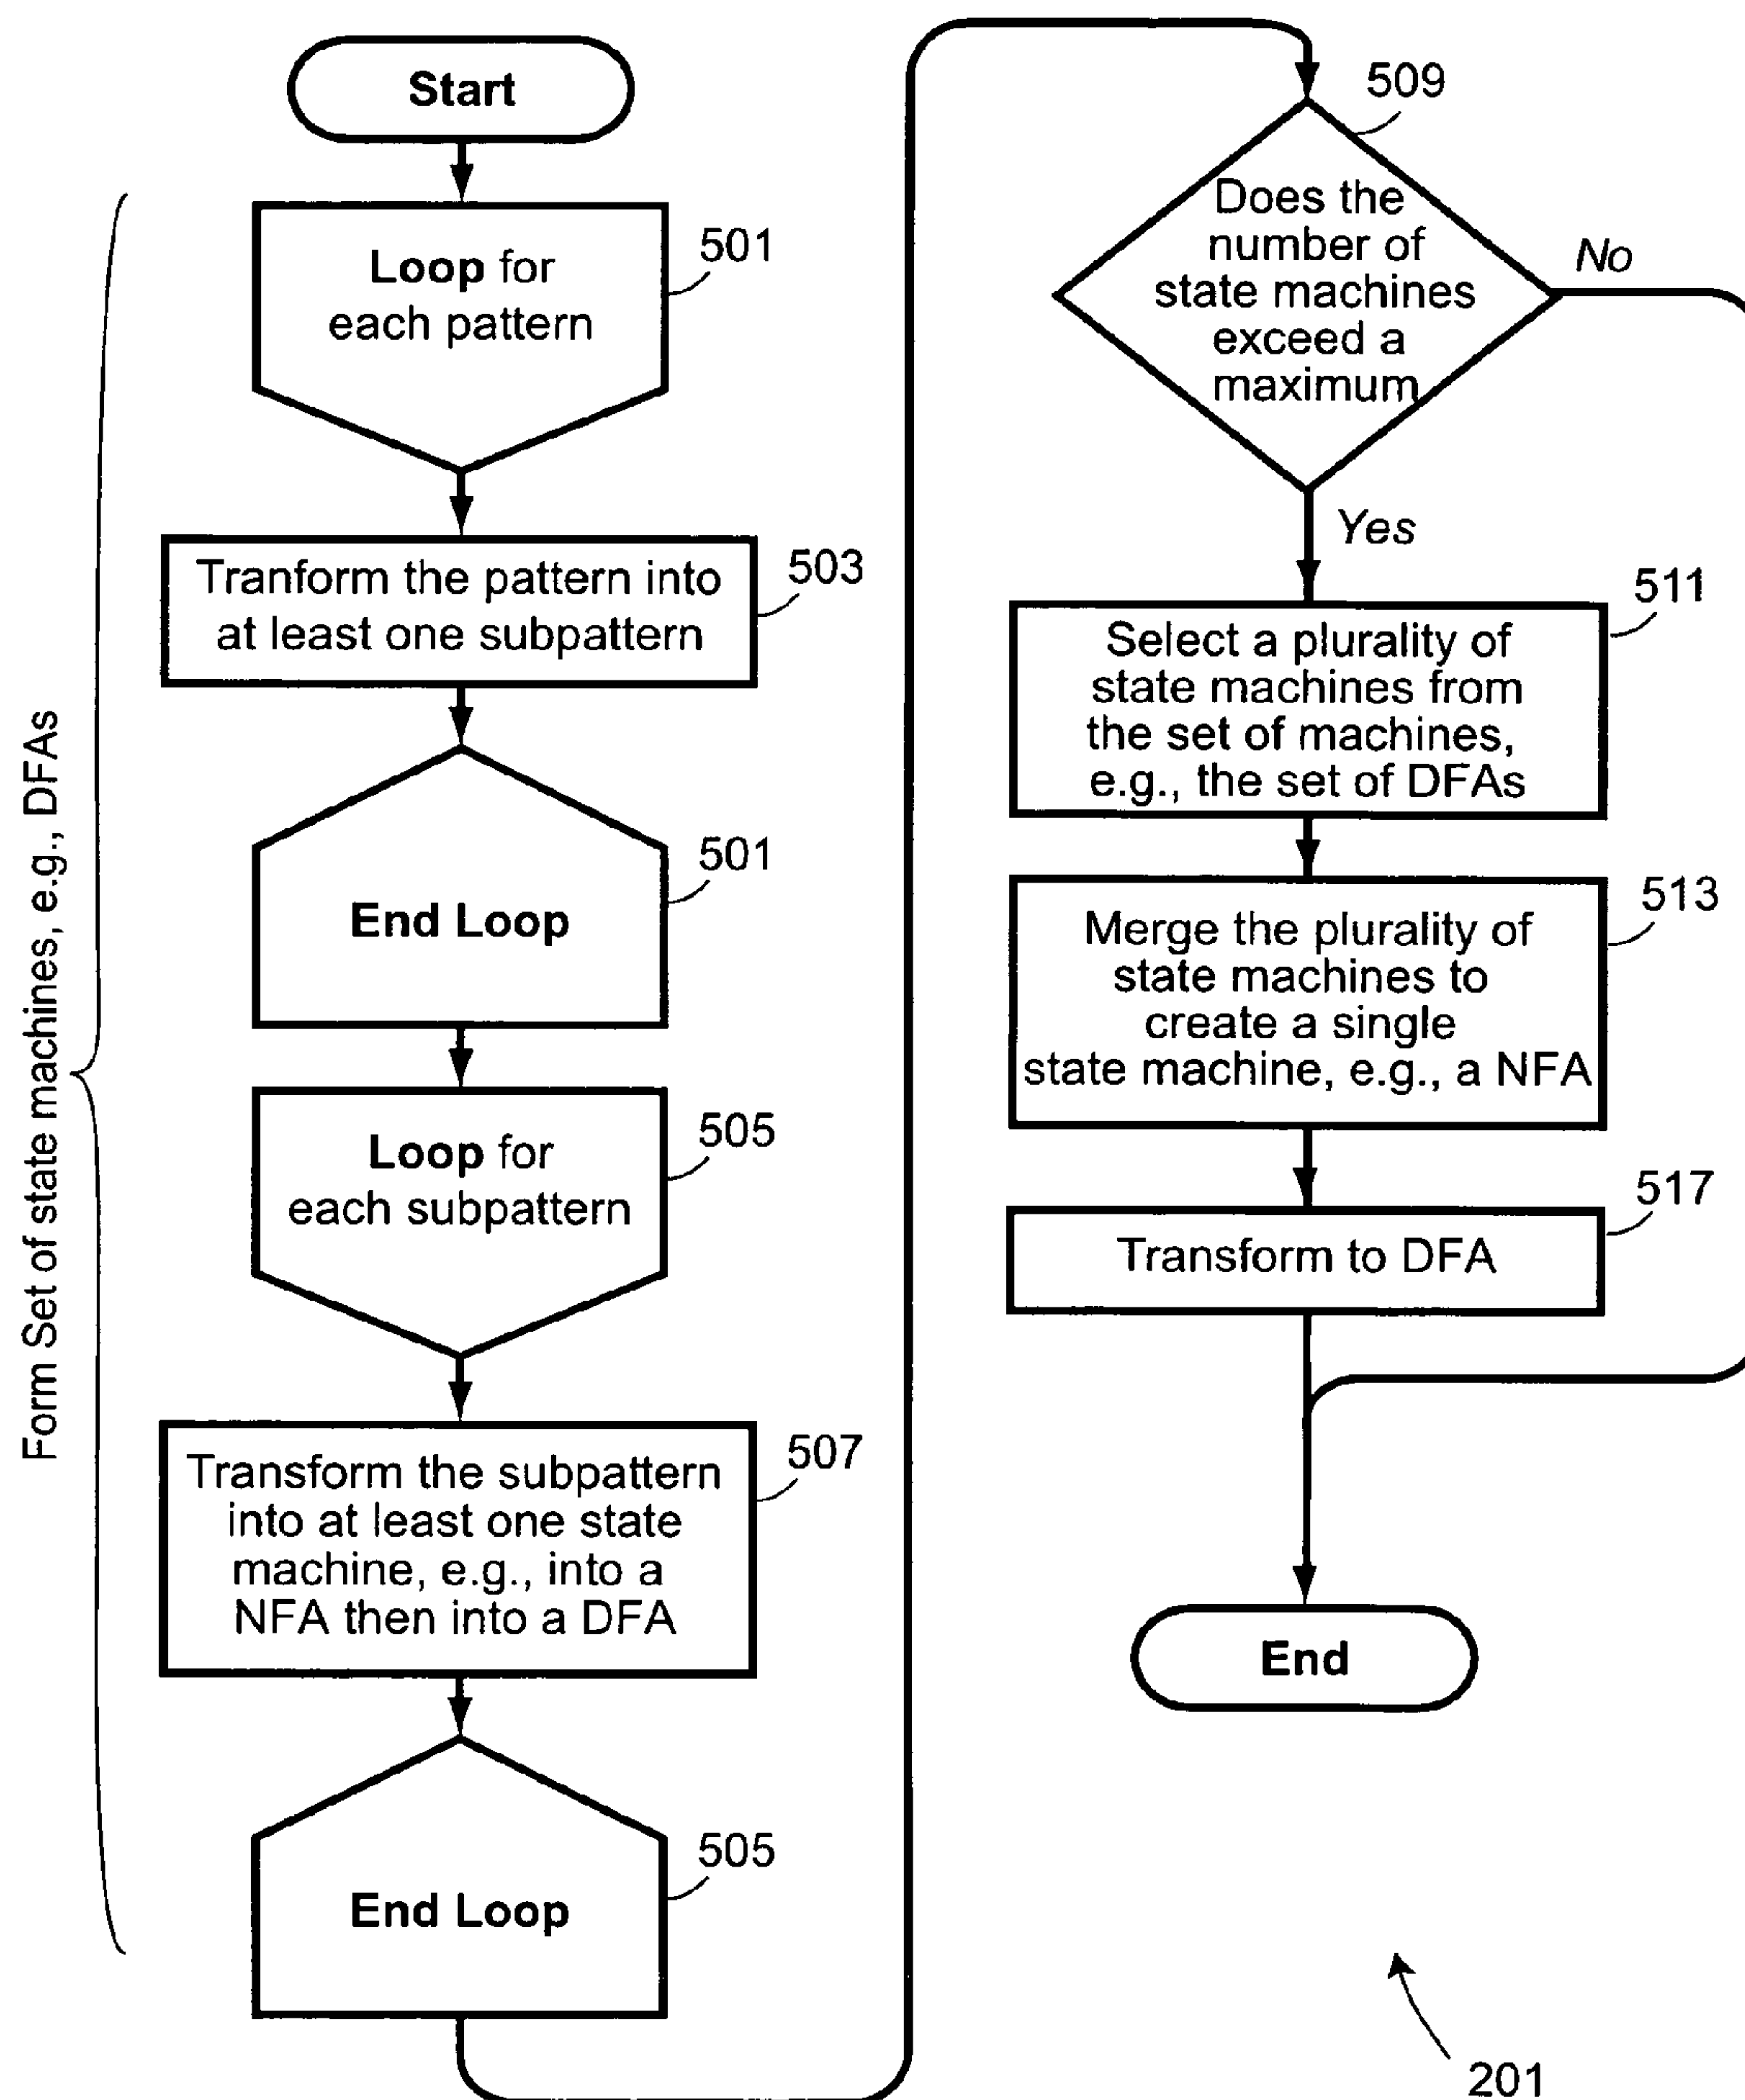 Start
Loop for
each pattern
501
Tranform the pattern into
at least one subpattern
503
End Loop
501
Loop for
each subpattern
505
Transform the subpattern
into at least one state
machine, e.g., into a
NFA then into a DFA
507
End Loop
505
Form Set of state machines, e.g., DFAs
509
Does the
number of
state machines
exceed a
maximum
No
Yes
511
Select a plurality of
state machines from
the set of machines,
e.g., the set of DFAs
513
Merge the plurality of
state machines to
create a single
state machine, e.g., a NFA
517
Transform to DFA
End
201